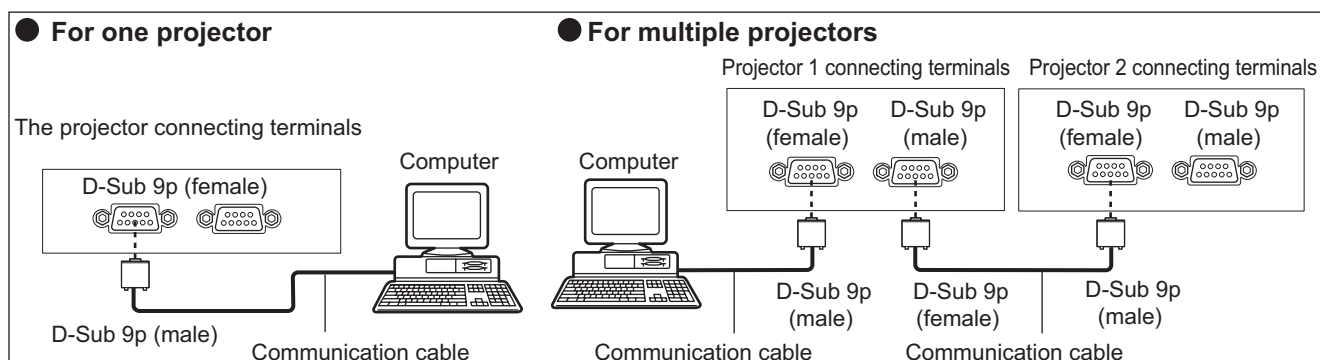 ● For one projector
The projector connecting terminals
D-Sub 9p (female)
Computer
D-Sub 9p (male)
Communication cable
● For multiple projectors
Projector 1 connecting terminals
Projector 2 connecting terminals
D-Sub 9p
(female)
D-Sub 9p
(male)
D-Sub 9p
(female)
D-Sub 9p
(male)
Computer
D-Sub 9p
(male)
D-Sub 9p
(female)
D-Sub 9p
(male)
Communication cable
Communication cable